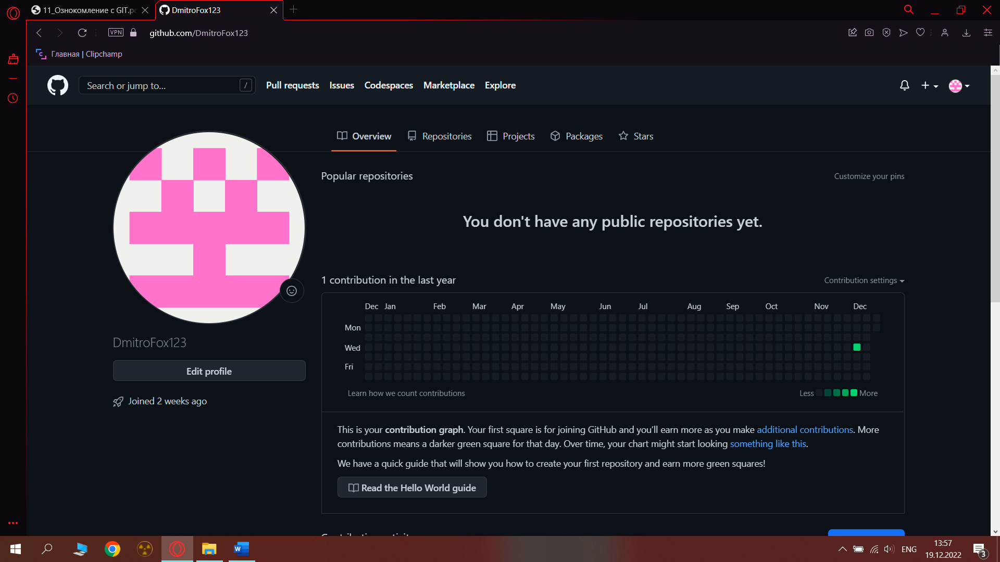 11_Ознокомление с GIT.pd
DmitroFox123
VPN
github.com/DmitroFox123
Главная | Clipchamp
Search or jump to...
/
Pull requests
Issues
Codespaces
Marketplace
Explore
Overview
Repositories
Projects
Packages
Stars
Popular repositories
Customize your pins
You don't have any public repositories yet.
1 contribution in the last year
Contribution settings
Dec Jan Feb Mar Apr May Jun Jul Aug Sep Oct Nov Dec
Mon
Wed
Fri
Learn how we count contributions
Less
More
DmitroFox123
Edit profile
Joined 2 weeks ago
This is your contribution graph. Your first square is for joining GitHub and you’ll earn more as you make additional contributions. More
contributions means a darker green square for that day. Over time, your chart might start looking something like this.
We have a quick guide that will show you how to create your first repository and earn more green squares!
Read the Hello World guide
W
ENG
13:57
19.12.2022
3